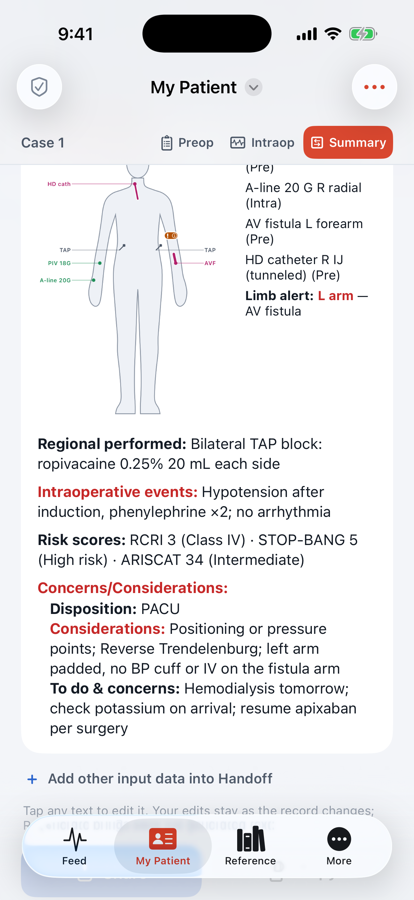 9:41
My Patient
Case 1
Preop
Intraop
Summary
(Pre)
A-line 20 G R radial
(Intra)
AV fistula L forearm
(Pre)
HD catheter R IJ
(tunneled) (Pre)
Limb alert: L arm —
AV fistula
HD cath
TAP
TAP
PIV 18G
AVF
A-line 20G
Regional performed: Bilateral TAP block:
ropivacaine 0.25% 20 mL each side
Intraoperative events: Hypotension after
induction, phenylephrine ×2; no arrhythmia
Risk scores: RCRI 3 (Class IV) · STOP-BANG 5
(High risk) · ARISCAT 34 (Intermediate)
Concerns/Considerations:
Disposition: PACU
Considerations: Positioning or pressure
points; Reverse Trendelenburg; left arm
padded, no BP cuff or IV on the fistula arm
To do & concerns: Hemodialysis tomorrow;
check potassium on arrival; resume apixaban
per surgery
+ Add other input data into Handoff
Tap any text to edit it. Your edits stay as the record changes;
Feed
My Patient
Reference
More